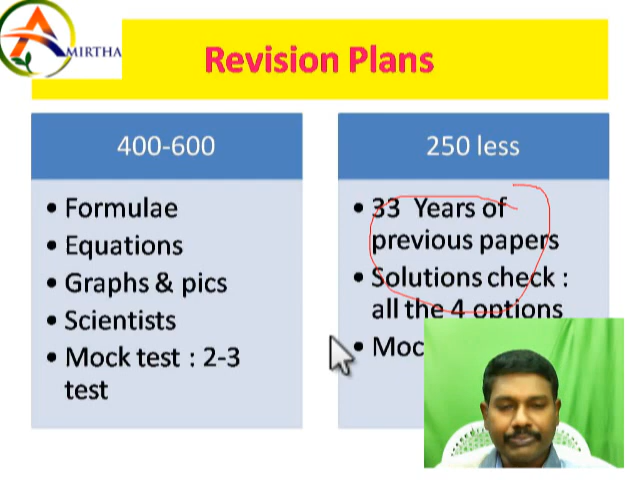 AMIRTHA
Revision Plans
400-600
• Formulae
• Equations
• Graphs & pics
• Scientists
• Mock test : 2-3
test
250 less
• 33 Years of
previous papers
• Solutions check :
all the 4 options